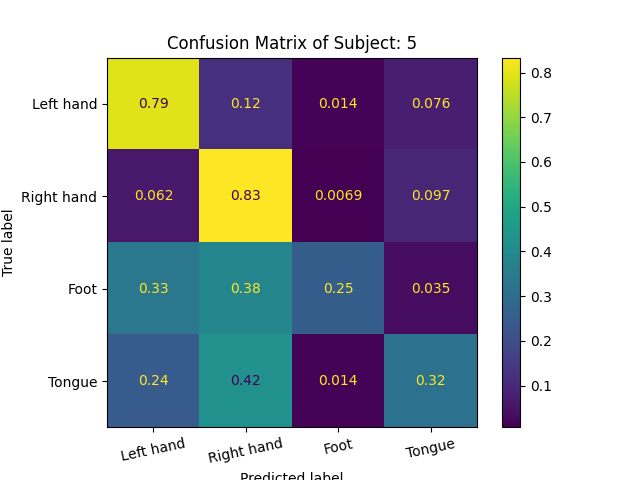 Confusion Matrix of Subject: 5
True label
Left hand 0.79 0.12 0.014 0.076
Right hand 0.062 0.83 0.0069 0.097
Foot 0.33 0.38 0.25 0.035
Tongue 0.24 0.42 0.014 0.32
Left hand Right hand Foot Tongue
Predicted label
0.8
0.7
0.6
0.5
0.4
0.3
0.2
0.1